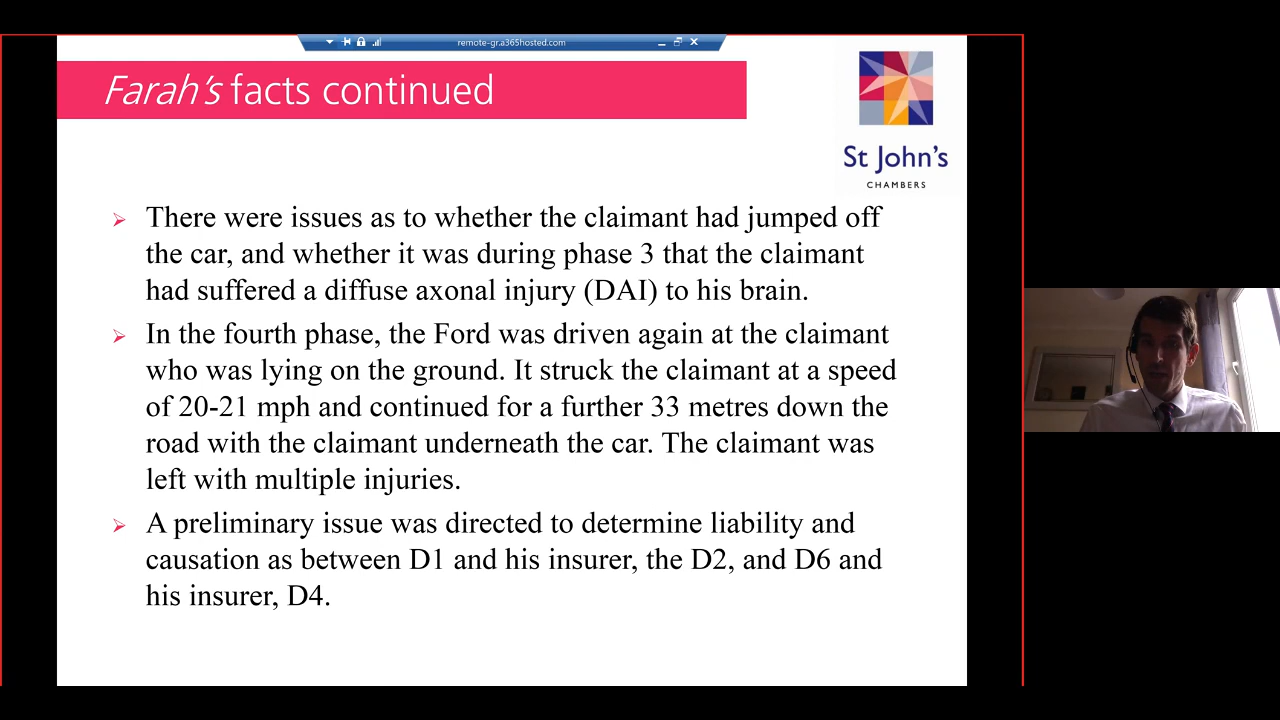 remote-gr.a365hosted.com
Farah's facts continued
St John's
CHAMBERS
➢ There were issues as to whether the claimant had jumped off
the car, and whether it was during phase 3 that the claimant
had suffered a diffuse axonal injury (DAI) to his brain.
➢ In the fourth phase, the Ford was driven again at the claimant
who was lying on the ground. It struck the claimant at a speed
of 20-21 mph and continued for a further 33 metres down the
road with the claimant underneath the car. The claimant was
left with multiple injuries.
➢ A preliminary issue was directed to determine liability and
causation as between D1 and his insurer, the D2, and D6 and
his insurer, D4.